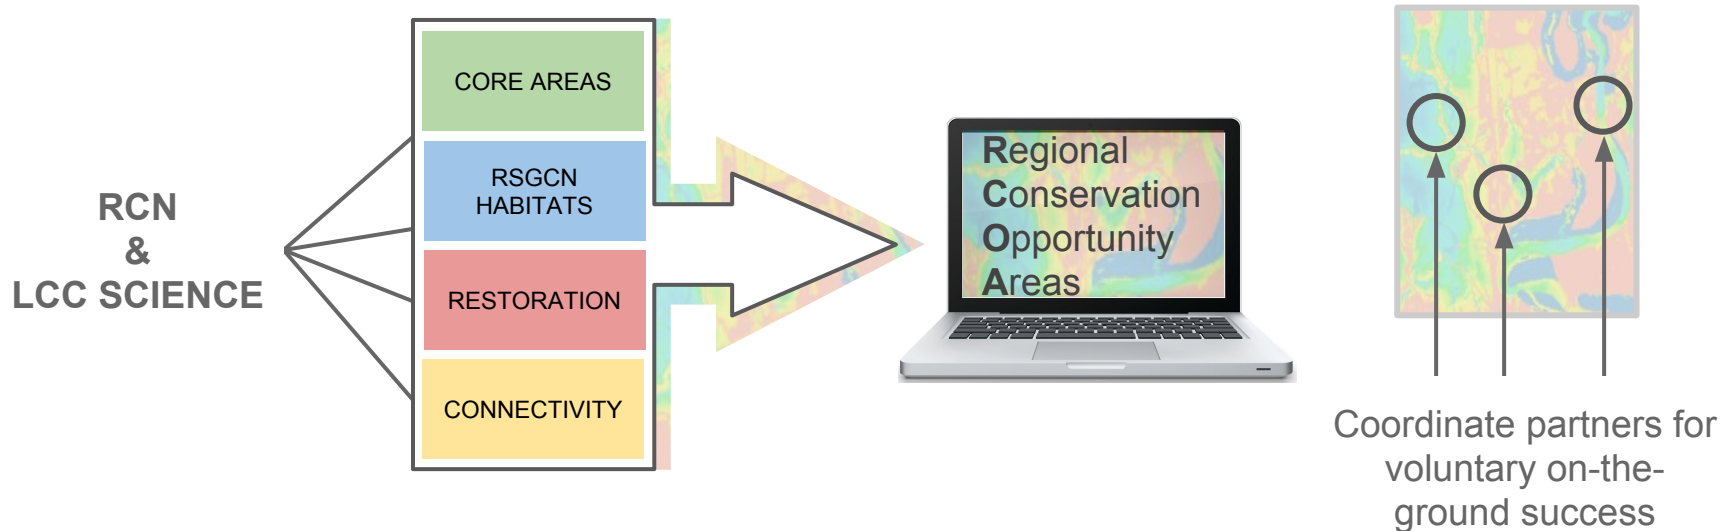 RCN
&
LCC SCIENCE
CORE AREAS
RSGCN
HABITATS
RESTORATION
CONNECTIVITY
Regional
Conservation
Opportunity
Areas
Coordinate partners for
voluntary on-the-
ground success